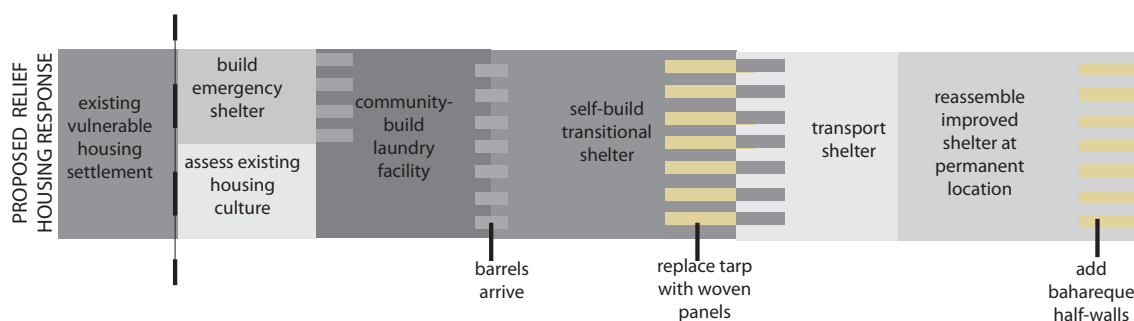 PROPOSED RELIEF
HOUSING RESPONSE
existing
vulnerable
housing
settlement
build
emergency
shelter
assess existing
housing
culture
community-
build
laundry
facility
barrels
arrive
self-build
transitional
shelter
replace tarp
with woven
panels
transport
shelter
reassemble
improved
shelter at
permanent
location
add
bahareque
half-walls